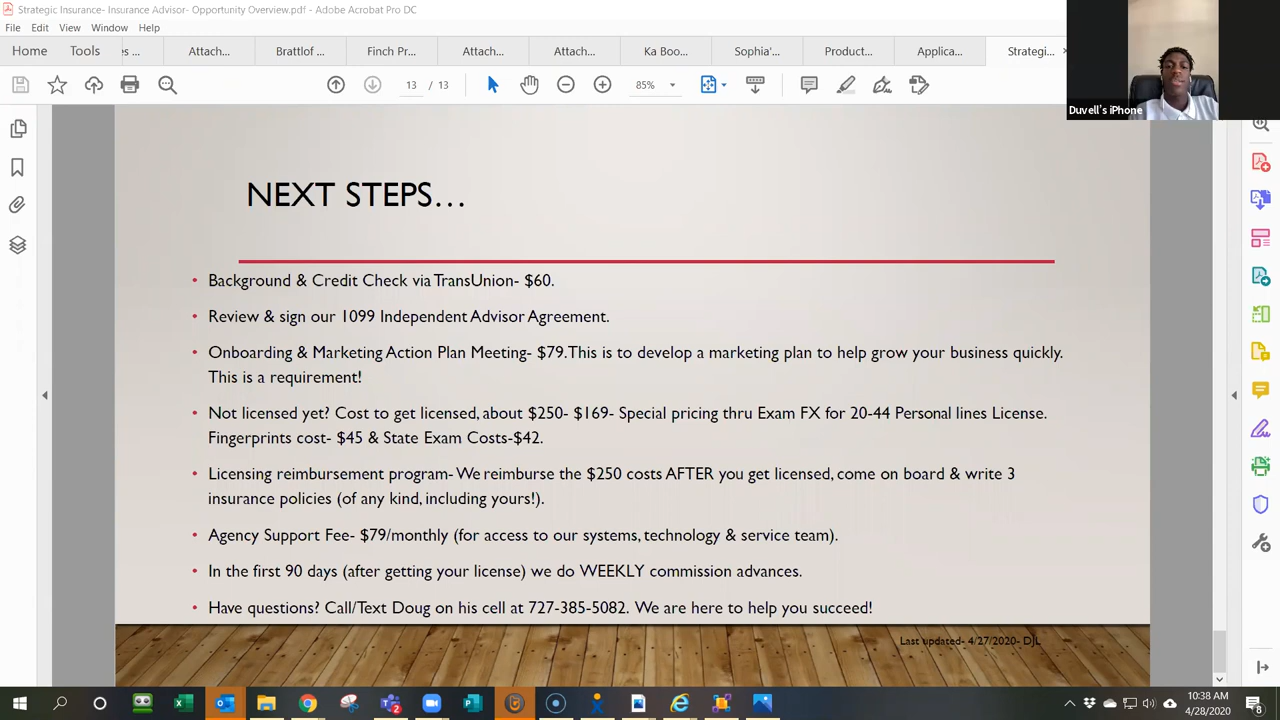 Strategic Insurance- Insurance Advisor- Opportunity Overview.pdf - Adobe Acrobat Pro DC
File Edit View Window Help
Home Tools es ... Attach... Brattlof ... Finch Pr... Attach... Attach... Ka Boo... Sophia'... Product... Applica... Strategi... ×
13 / 13 85%
Duvell's iPhone
NEXT STEPS...
• Background & Credit Check via TransUnion- $60.
• Review & sign our 1099 Independent Advisor Agreement.
• Onboarding & Marketing Action Plan Meeting- $79.This is to develop a marketing plan to help grow your business quickly.
This is a requirement!
• Not licensed yet? Cost to get licensed, about $250- $169- Special pricing thru Exam FX for 20-44 Personal lines License.
Fingerprints cost- $45 & State Exam Costs-$42.
• Licensing reimbursement program- We reimburse the $250 costs AFTER you get licensed, come on board & write 3
insurance policies (of any kind, including yours!).
• Agency Support Fee- $79/monthly (for access to our systems, technology & service team).
• In the first 90 days (after getting your license) we do WEEKLY commission advances.
• Have questions? Call/Text Doug on his cell at 727-385-5082. We are here to help you succeed!
Last updated- 4/27/2020- DJL
10:38 AM
4/28/2020
8